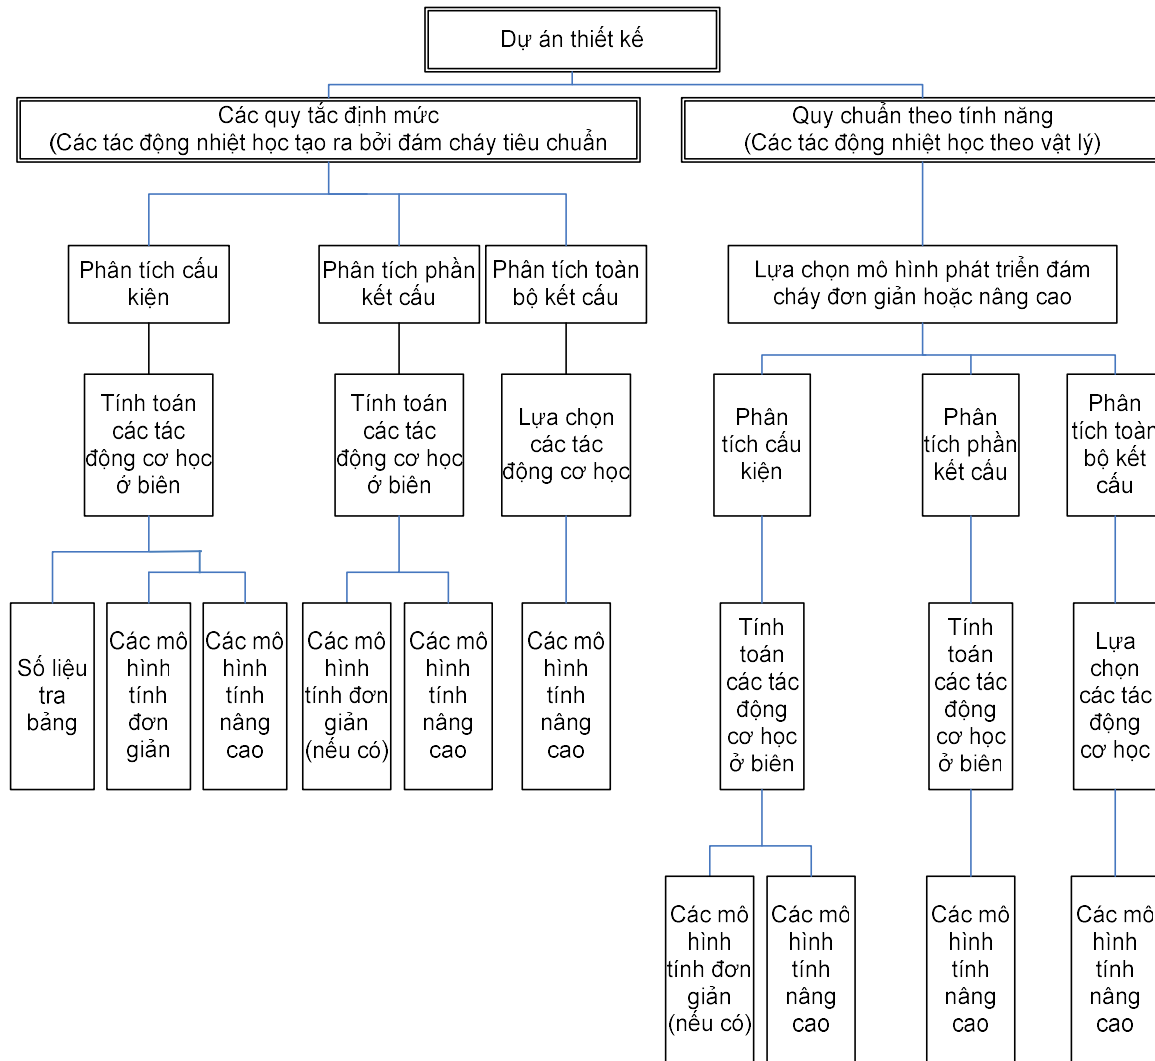 Dự án thiết kế
Các quy tắc định mức
(Các tác động nhiệt học tạo ra bởi đám cháy tiêu chuẩn
Quy chuẩn theo tính năng
(Các tác động nhiệt học theo vật lý)
Phân tích cấu
kiện
Phân tích phần
kết cấu
Phân tích toàn
bộ kết cấu
Lựa chọn mô hình phát triển đám
cháy đơn giản hoặc nâng cao
Tính toán
các tác
động cơ học
ở biên
Tính toán
các tác
động cơ học
ở biên
Lựa chọn
các tác
động cơ học
Phân
tích cấu
kiện
Phân
tích phần
kết cấu
Phân
tích toàn
bộ kết
cấu
Số liệu
tra
bảng
Các mô
hình
tính
đơn
giản
Các mô
hình
tính
nâng
cao
Các mô
hình
tính đơn
giản
(nếu có)
Các mô
hình
tính
nâng
cao
Các mô
hình
tính
nâng
cao
Tính
toán
các tác
động
cơ học
ở biên
Tính
toán
các tác
động
cơ học
ở biên
Lựa
chọn
các tác
động
cơ học
Các mô
hình
tính đơn
giản
(nếu có)
Các mô
hình
tính
nâng
cao
Các mô
hình
tính
nâng
cao
Các mô
hình
tính
nâng
cao